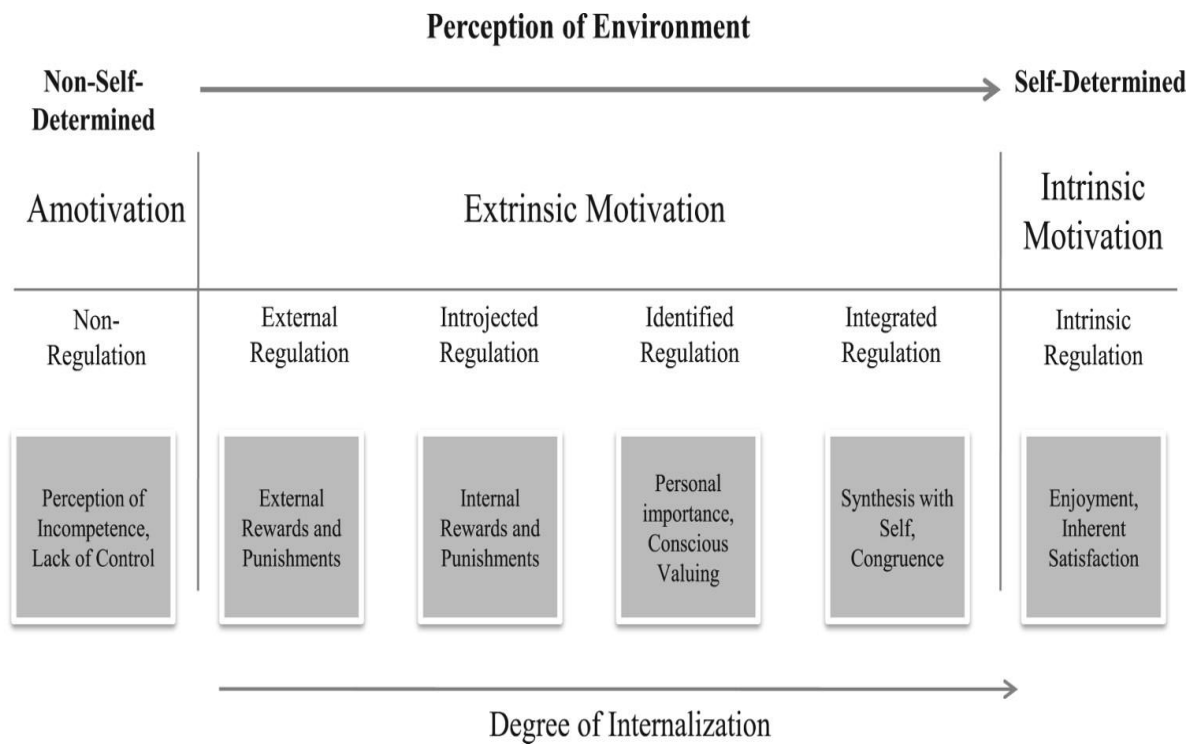 Perception of Environment
Non-Self-
Determined
Self-Determined
Amotivation
Extrinsic Motivation
Intrinsic
Motivation
Non-
Regulation
External
Regulation
Introjected
Regulation
Identified
Regulation
Integrated
Regulation
Intrinsic
Regulation
Perception of
Incompetence,
Lack of Control
External
Rewards and
Punishments
Internal
Rewards and
Punishments
Personal
importance,
Conscious
Valuing
Synthesis with
Self,
Congruence
Enjoyment,
Inherent
Satisfaction
Degree of Internalization